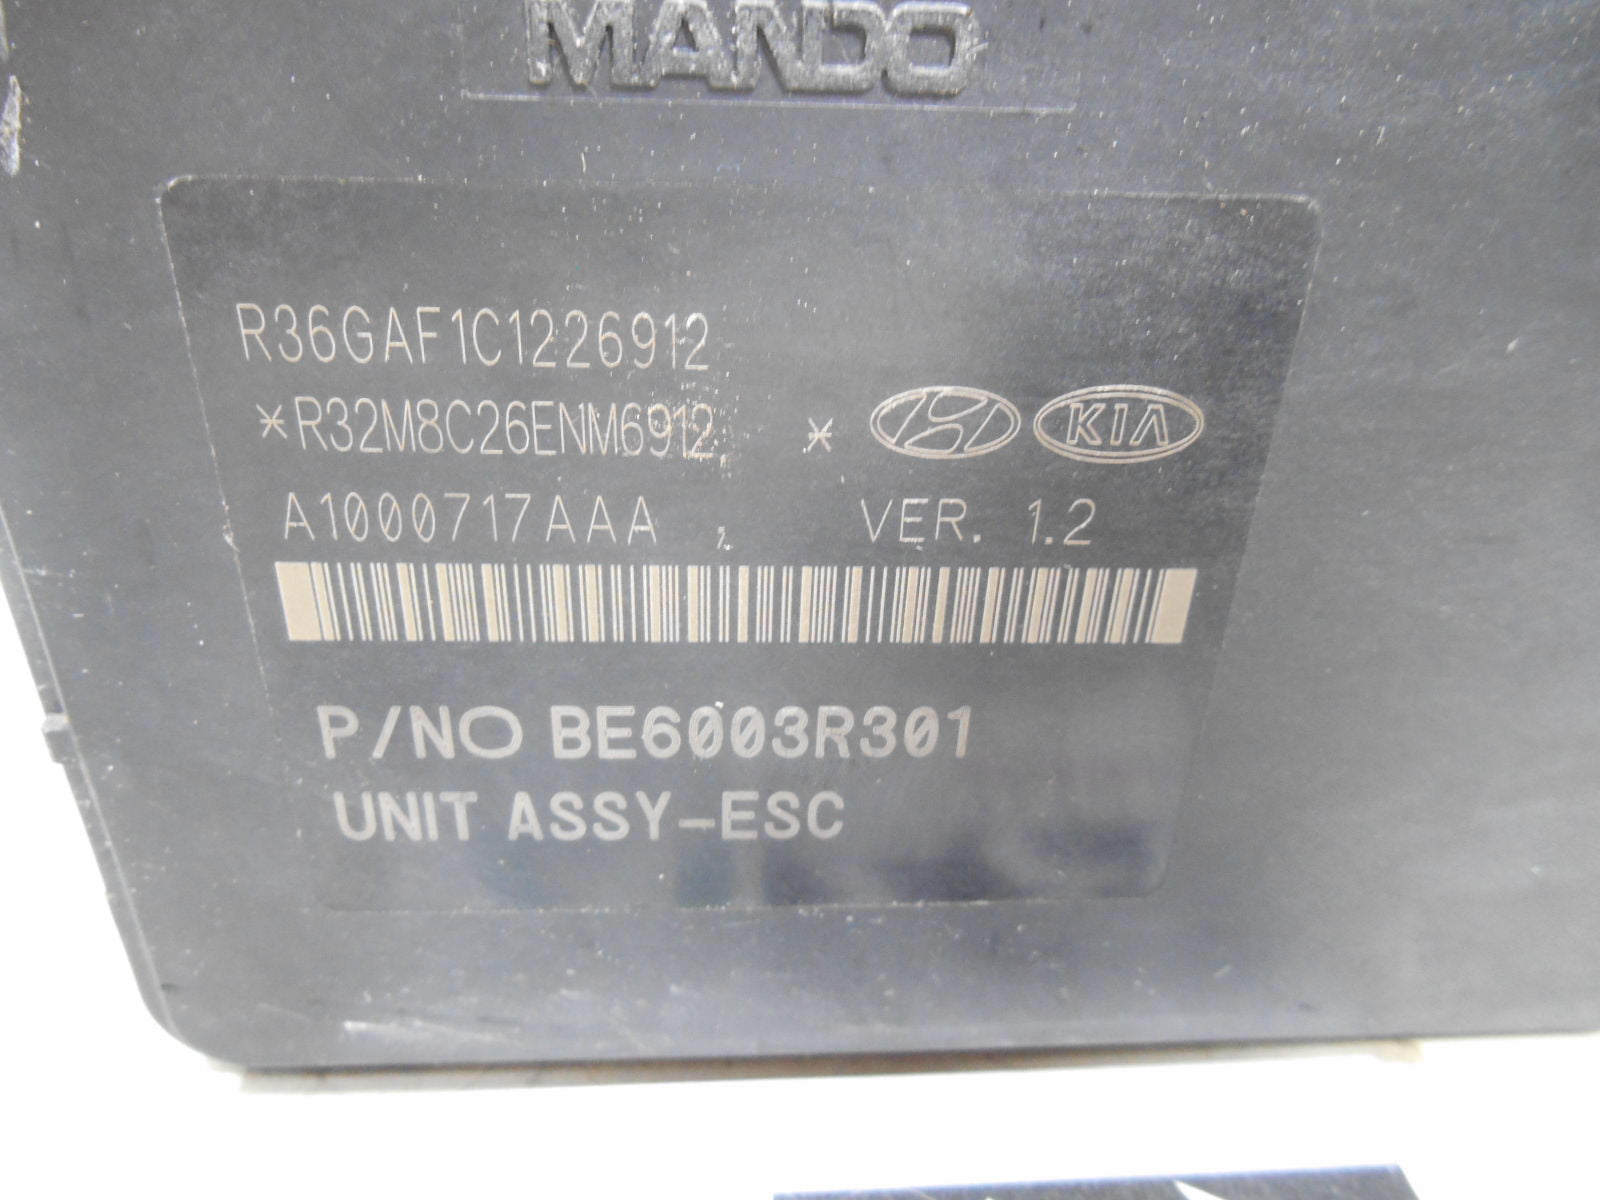 MANDO
R36GAF1C1226912
*R32M8C26ENM6912 * KIA
A1000717AAA VER. 1.2
P/NO BE6003R301
UNIT ASSY-ESC